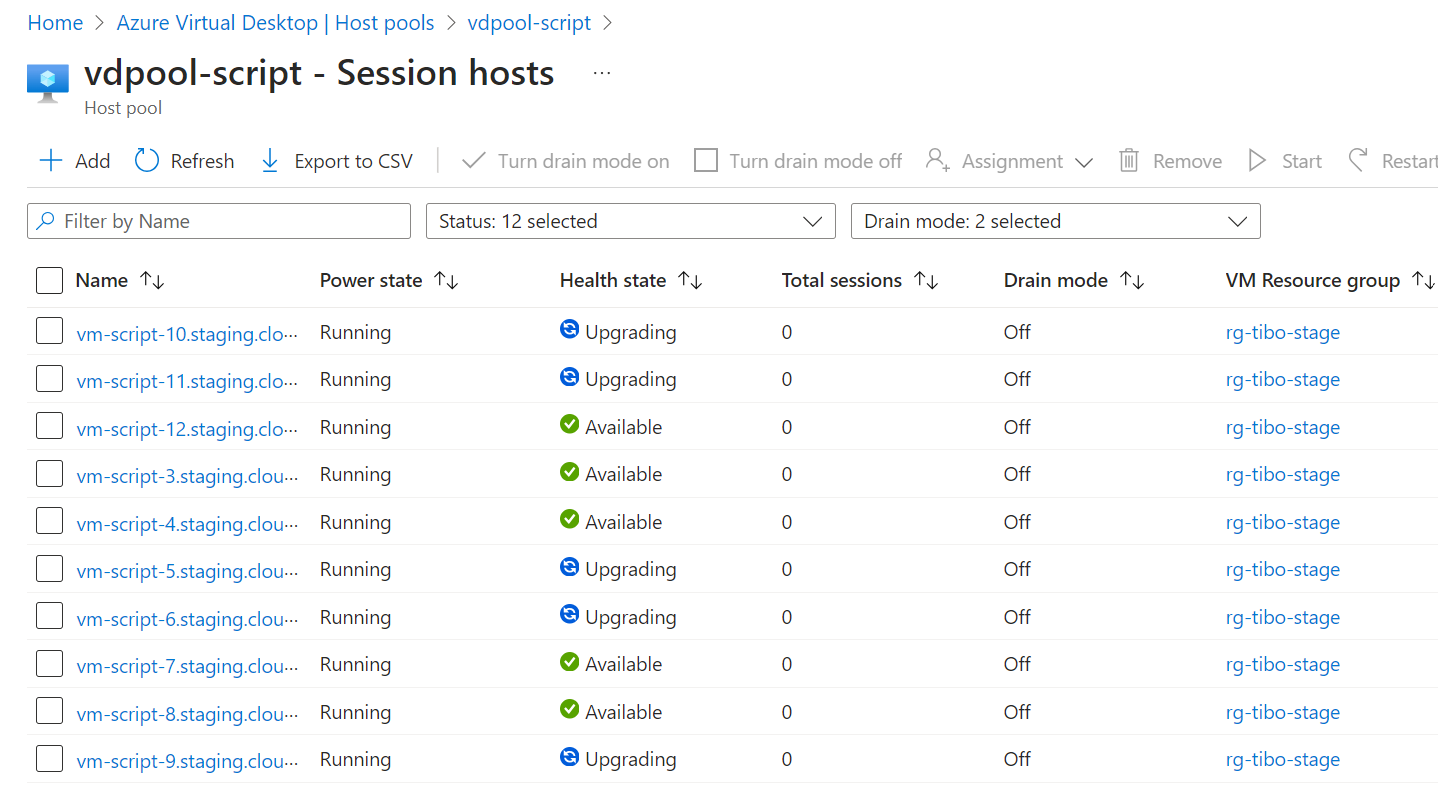 Home > Azure Virtual Desktop | Host pools > vdpool-script >
vdpool-script - Session hosts ...
Host pool
Add Refresh Export to CSV Turn drain mode on Turn drain mode off Assignment Remove Start Restart
Filter by Name Status: 12 selected Drain mode: 2 selected
Name Power state Health state Total sessions Drain mode VM Resource group
vm-script-10.staging.clo... Running Upgrading 0 Off rg-tibo-stage
vm-script-11.staging.clo... Running Upgrading 0 Off rg-tibo-stage
vm-script-12.staging.clo... Running Available 0 Off rg-tibo-stage
vm-script-3.staging.clou... Running Available 0 Off rg-tibo-stage
vm-script-4.staging.clou... Running Available 0 Off rg-tibo-stage
vm-script-5.staging.clou... Running Upgrading 0 Off rg-tibo-stage
vm-script-6.staging.clou... Running Upgrading 0 Off rg-tibo-stage
vm-script-7.staging.clou... Running Available 0 Off rg-tibo-stage
vm-script-8.staging.clou... Running Available 0 Off rg-tibo-stage
vm-script-9.staging.clou... Running Upgrading 0 Off rg-tibo-stage